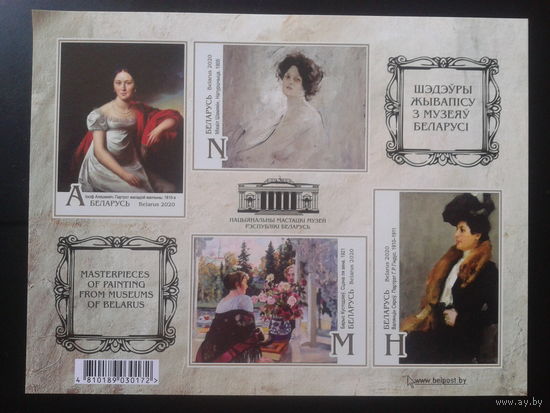 БЕЛАРУСЬ Belarus 2020
N
ШЭДЭЎРЫ
ЖЫВАПІСУ
З МУЗЕЯЎ
БЕЛАРУСІ
A
БЕЛАРУСЬ Belarus 2020
НАЦЫЯНАЛЬНЫ МАСТАЦКІ МУЗЕЙ
РЭСПУБЛІКІ БЕЛАРУСЬ
MASTERPIECES
OF PAINTING
FROM MUSEUMS
OF BELARUS
БЕЛАРУСЬ Belarus 2020
M
БЕЛАРУСЬ Belarus 2020
H
4 810189 030172 >
www.belpost.by
www.ay.by